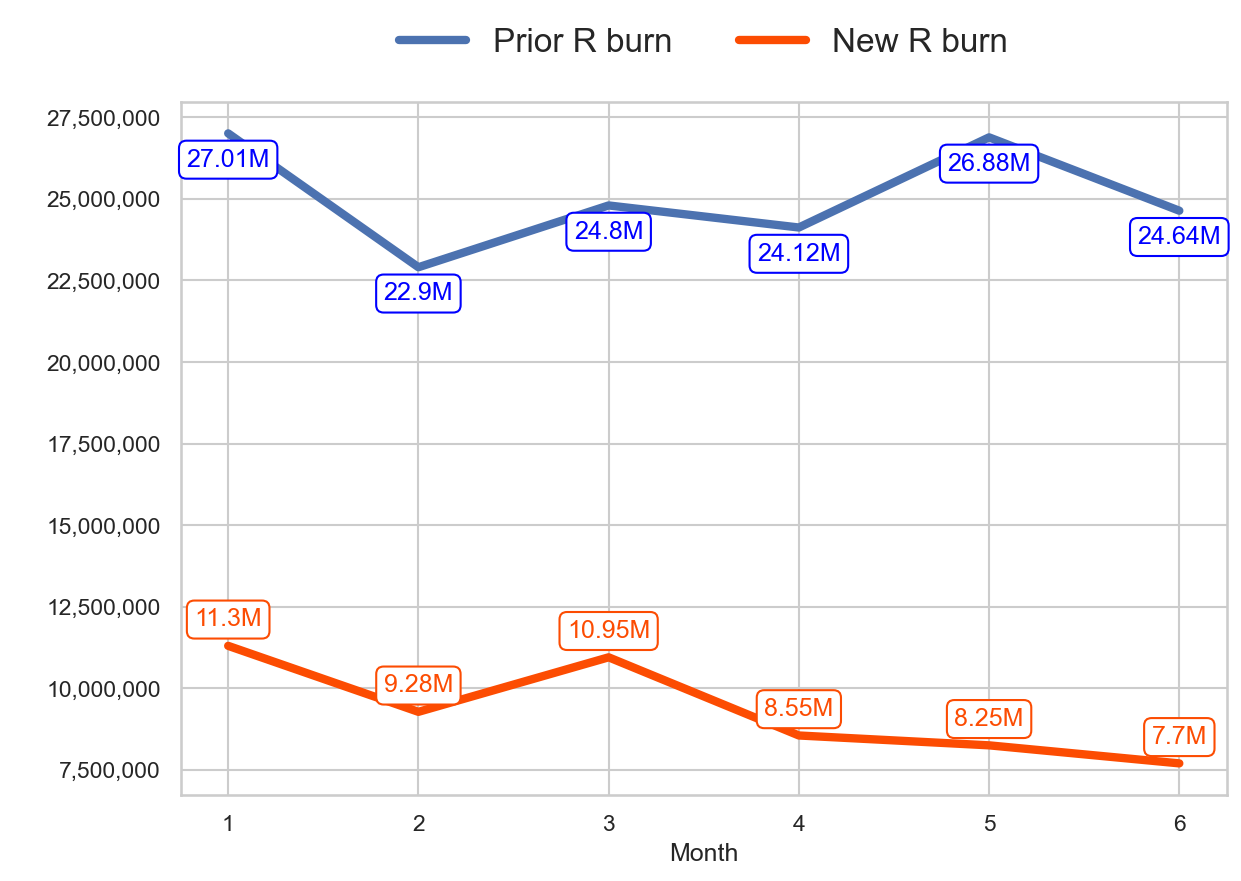 Prior R burn New R burn
27,500,000
27.01M
26.88M
25,000,000
24.8M
24.12M
24.64M
22,500,000
22.9M
20,000,000
17,500,000
15,000,000
12,500,000
11.3M
10.95M
10,000,000
9.28M
8.55M
8.25M
7.7M
7,500,000
1 2 3 4 5 6
Month